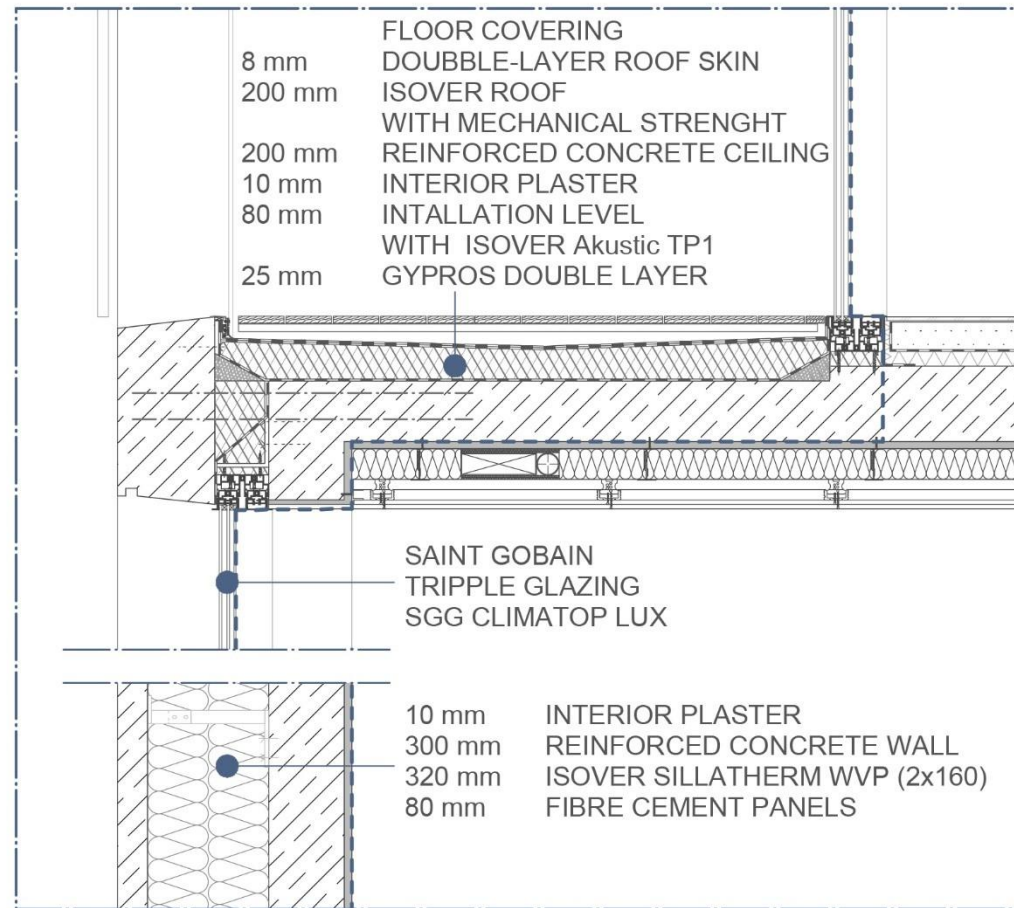 FLOOR COVERING
8 mm DOUBBLE-LAYER ROOF SKIN
200 mm ISOVER ROOF
WITH MECHANICAL STRENGHT
200 mm REINFORCED CONCRETE CEILING
10 mm INTERIOR PLASTER
80 mm INTALLATION LEVEL
WITH ISOVER Akustic TP1
25 mm GYPROS DOUBLE LAYER
SAINT GOBAIN
TRIPPLE GLAZING
SGG CLIMATOP LUX
10 mm INTERIOR PLASTER
300 mm REINFORCED CONCRETE WALL
320 mm ISOVER SILLATHERM WVP (2x160)
80 mm FIBRE CEMENT PANELS